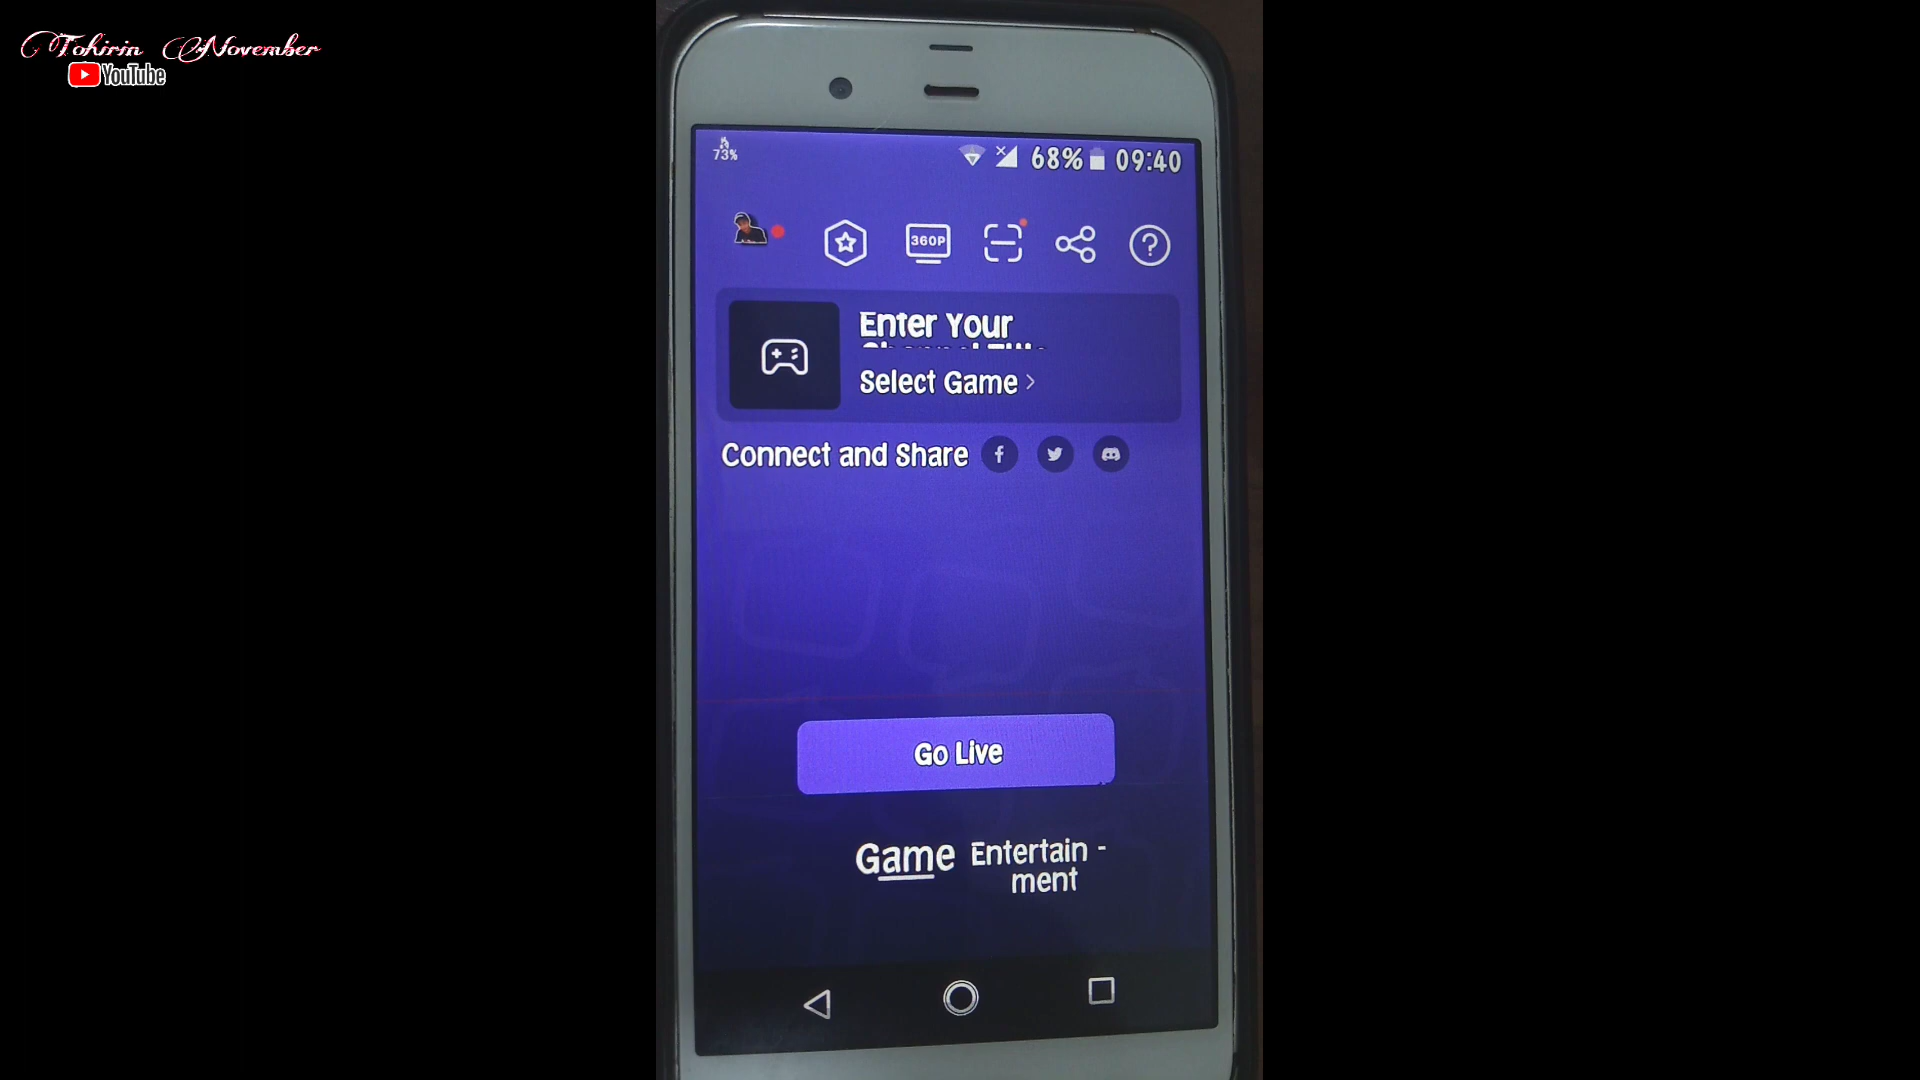 Tohirin November
YouTube
73%
68% 09:40
360P
Enter Your
Select Game >
Connect and Share
Go Live
Game Entertain -
ment